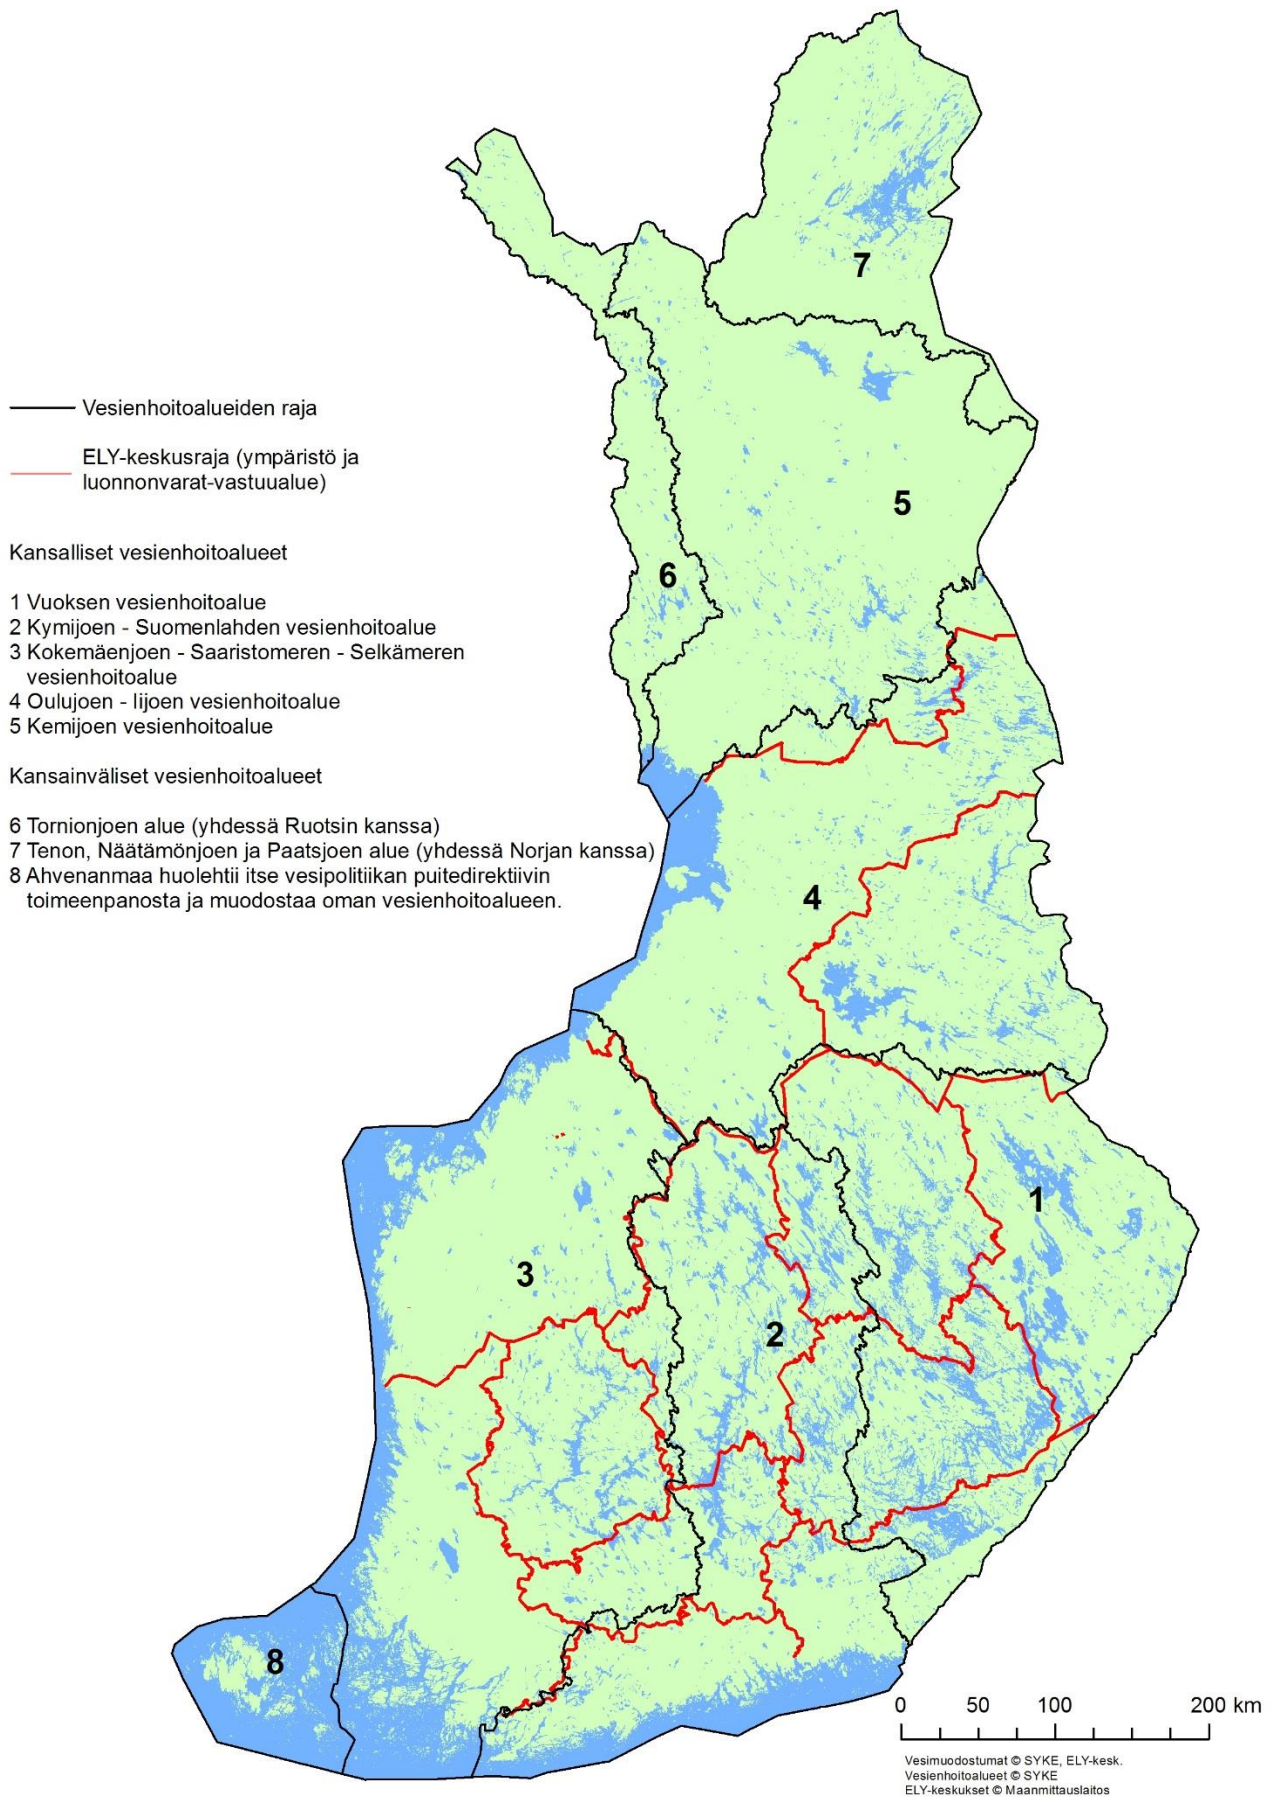 7
Vesienhoitoalueiden raja
ELY-keskusraja (ympäristö ja
luonnonvarat-vastuualue)
5
Kansalliset vesienhoitoalueet
6
1 Vuoksen vesienhoitoalue
2 Kymijoen - Suomenlahden vesienhoitoalue
3 Kokemäenjoen - Saaristomeren - Selkämeren
vesienhoitoalue
4 Oulujoen - Iijoen vesienhoitoalue
5 Kemijoen vesienhoitoalue
Kansainväliset vesienhoitoalueet
6 Tornionjoen alue (yhdessä Ruotsin kanssa)
7 Tenon, Näätämönjoen ja Paatsjoen alue (yhdessä Norjan kanssa)
8 Ahvenanmaa huolehtii itse vesipolitiikan puitedirektiivin
toimeenpanosta ja muodostaa oman vesienhoitoalueen.
4
1
3
2
8
0 50 100 200 km
Vesimuodostumat © SYKE, ELY-kesk.
Vesienhoitoalueet © SYKE
ELY-keskukset © Maanmittauslaitos